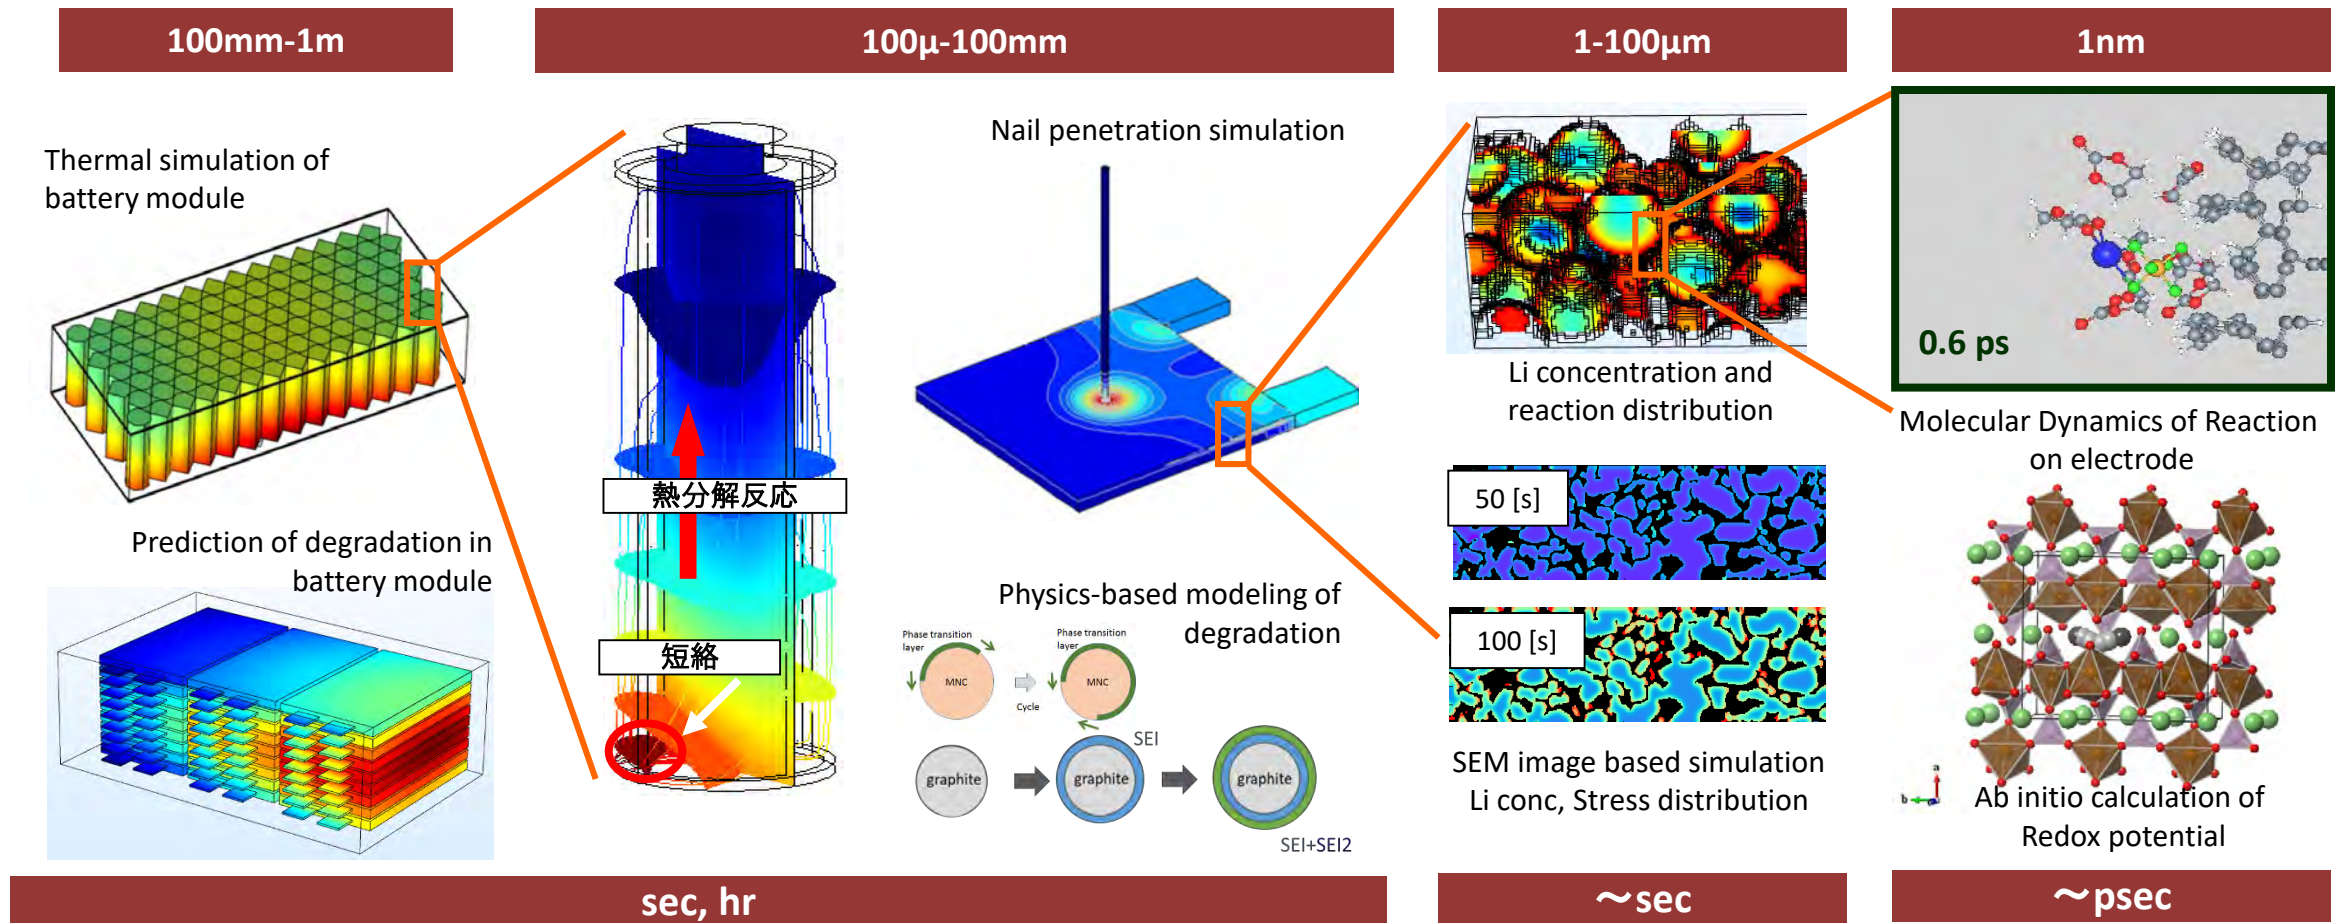 100mm-1m
100μ-100mm
1-100μm
1nm
Thermal simulation of
battery module
Prediction of degradation in
battery module
熱分解反応
短絡
Nail penetration simulation
Physics-based modeling of
degradation
Phase transition
layer
MNC
Cycle
Phase transition
layer
MNC
graphite
SEI
graphite
graphite
SEI+SEI2
Li concentration and
reaction distribution
50 [s]
100 [s]
SEM image based simulation
Li conc, Stress distribution
0.6 ps
Molecular Dynamics of Reaction
on electrode
a
b
Ab initio calculation of
Redox potential
sec, hr
～sec
～psec